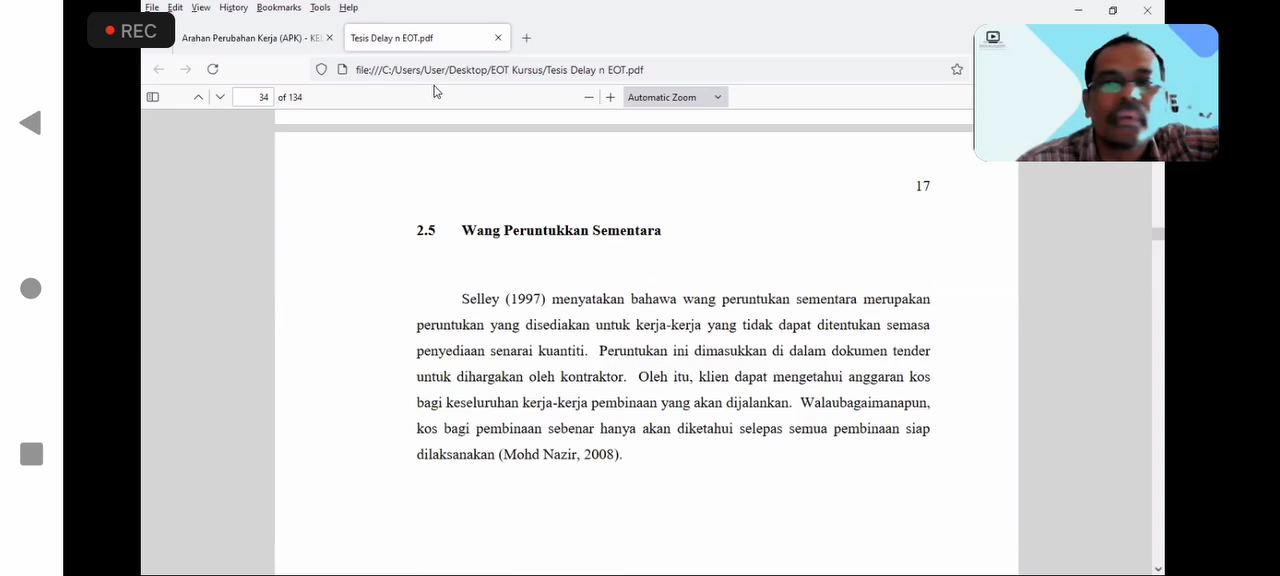 File Edit View History Bookmarks Tools Help
REC
Arahan Perubahan Kerja (APK) - KEL
Tesis Delay n EOT.pdf
file:///C:/Users/User/Desktop/EOT Kursus/Tesis Delay n EOT.pdf
34 of 134
Automatic Zoom
17
2.5 Wang Peruntukkan Sementara
Selley (1997) menyatakan bahawa wang peruntukan sementara merupakan
peruntukan yang disediakan untuk kerja-kerja yang tidak dapat ditentukan semasa
penyediaan senarai kuantiti. Peruntukan ini dimasukkan di dalam dokumen tender
untuk dihargakan oleh kontraktor. Oleh itu, klien dapat mengetahui anggaran kos
bagi keseluruhan kerja-kerja pembinaan yang akan dijalankan. Walaubagaimanapun,
kos bagi pembinaan sebenar hanya akan diketahui selepas semua pembinaan siap
dilaksanakan (Mohd Nazir, 2008).